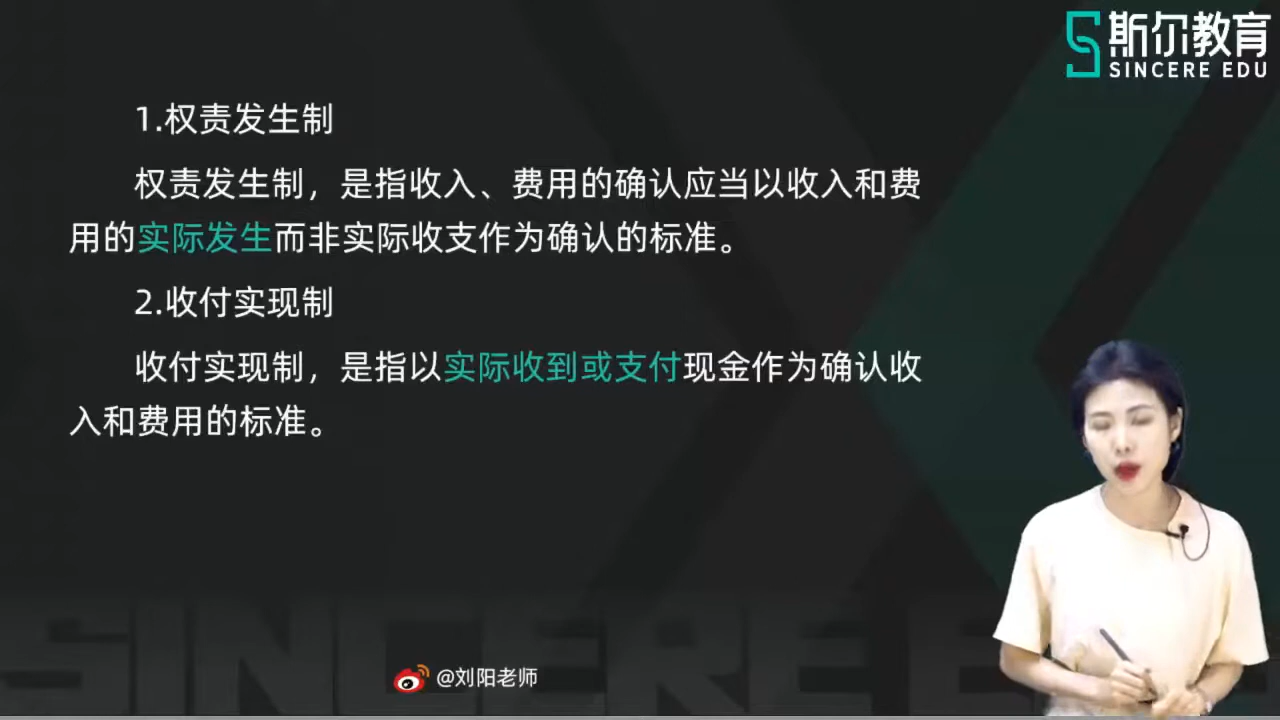 斯尔教育
SINCERE EDU
1.权责发生制
权责发生制，是指收入、费用的确认应当以收入和费
用的实际发生而非实际收支作为确认的标准。
2.收付实现制
收付实现制，是指以实际收到或支付现金作为确认收
入和费用的标准。
SINCERE E
@刘阳老师